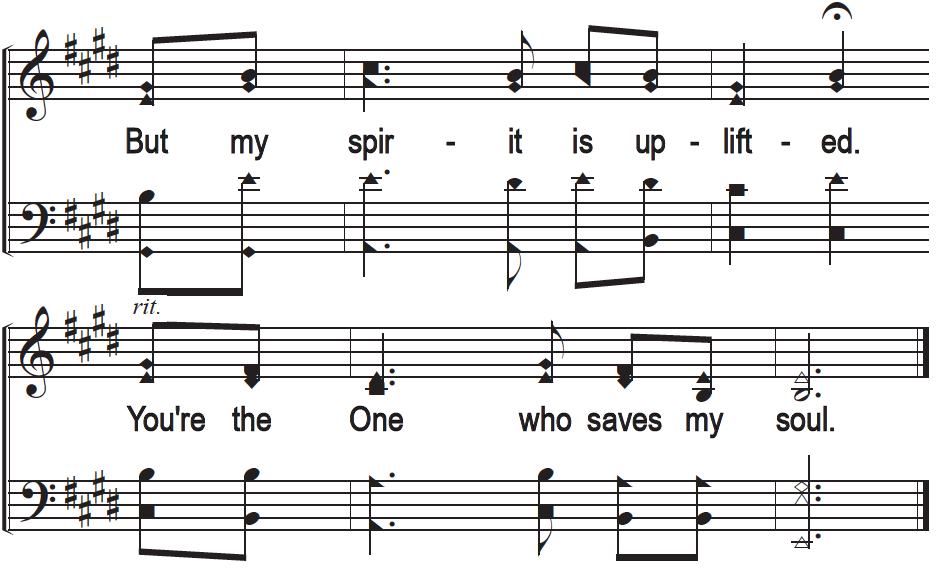 But my spir - it is up - lift - ed.
rit.
You're the One who saves my soul.